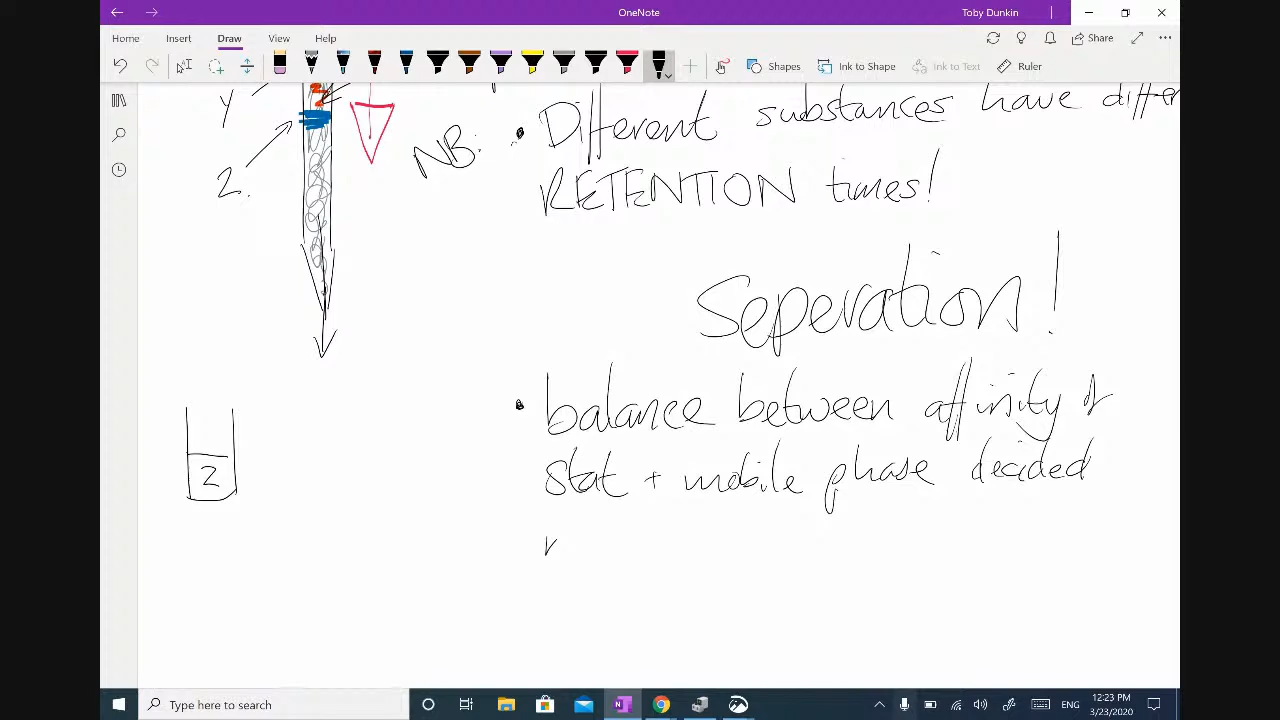 OneNote
Toby Dunkin
Home Insert Draw View Help
Share
Shapes
Ink to Shape
Ink to Text
Ruler
y
2
substances have differ
NB: • Different
2.
RETENTION times!
Seperation!
• balance between affinity of
stat + mobile phase decided
2
r
Type here to search
ENG
12:23 PM
3/23/2020